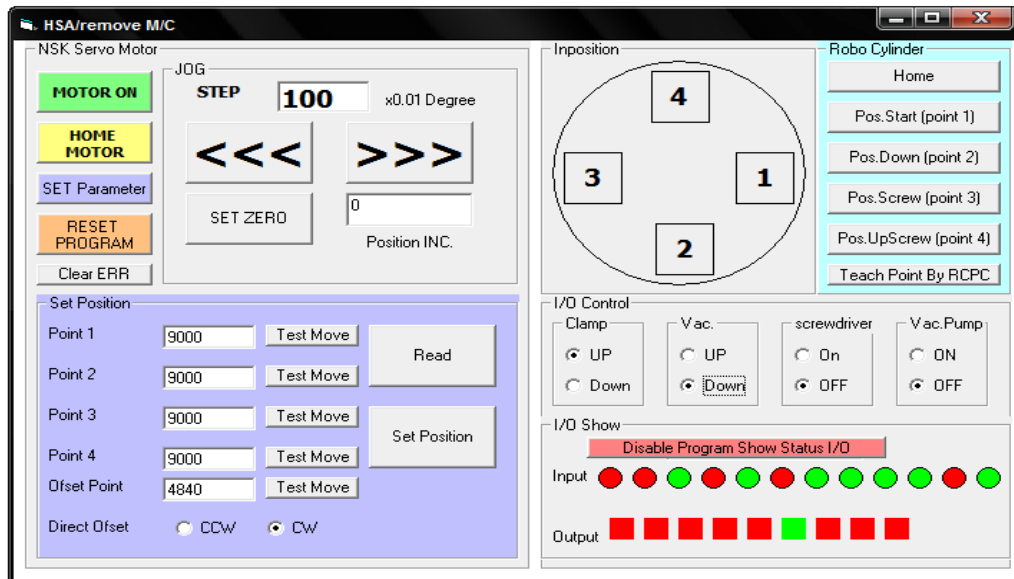 HSA/remove M/C
NSK Servo Motor
MOTOR ON
HOME
MOTOR
SET Parameter
RESET
PROGRAM
Clear ERR
JOG
STEP
100
x0.01 Degree
<<<
>>>
SET ZERO
0
Position INC.
Inposition
4
3
1
2
Robo Cylinder
Home
Pos.Start (point 1)
Pos.Down (point 2)
Pos.Screw (point 3)
Pos.UpScrew (point 4)
Teach Point By RCPC
Set Position
Point 1
9000
Test Move
Point 2
9000
Test Move
Point 3
9000
Test Move
Point 4
9000
Test Move
Ofset Point
4840
Test Move
Read
Set Position
Direct Ofset
CCW
CW
I/O Control
Clamp
UP
Down
Vac.
UP
Down
screwdriver
On
OFF
Vac.Pump
ON
OFF
I/O Show
Disable Program Show Status I/O
Input
Output